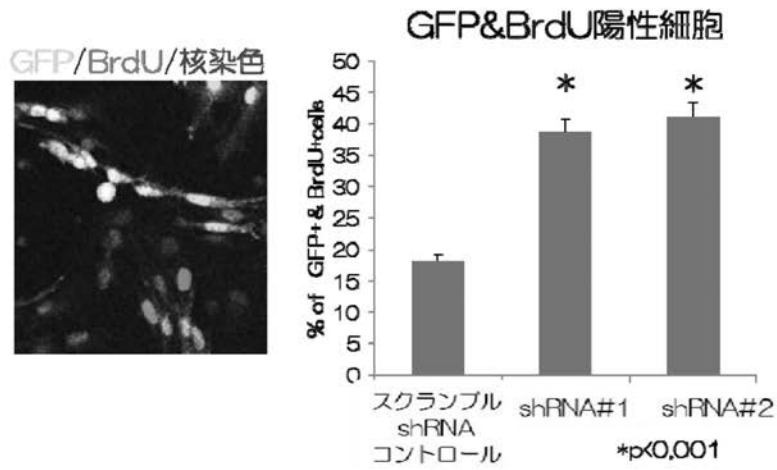 GFP/BrdU/核染色
GFP&BrdU陽性細胞
% of GFP+ & BrdU+cells
50
45
40
35
30
25
20
15
10
5
0
*
*
スクランブル
shRNA
コントロール
shRNA#1
shRNA#2
*p<0,001